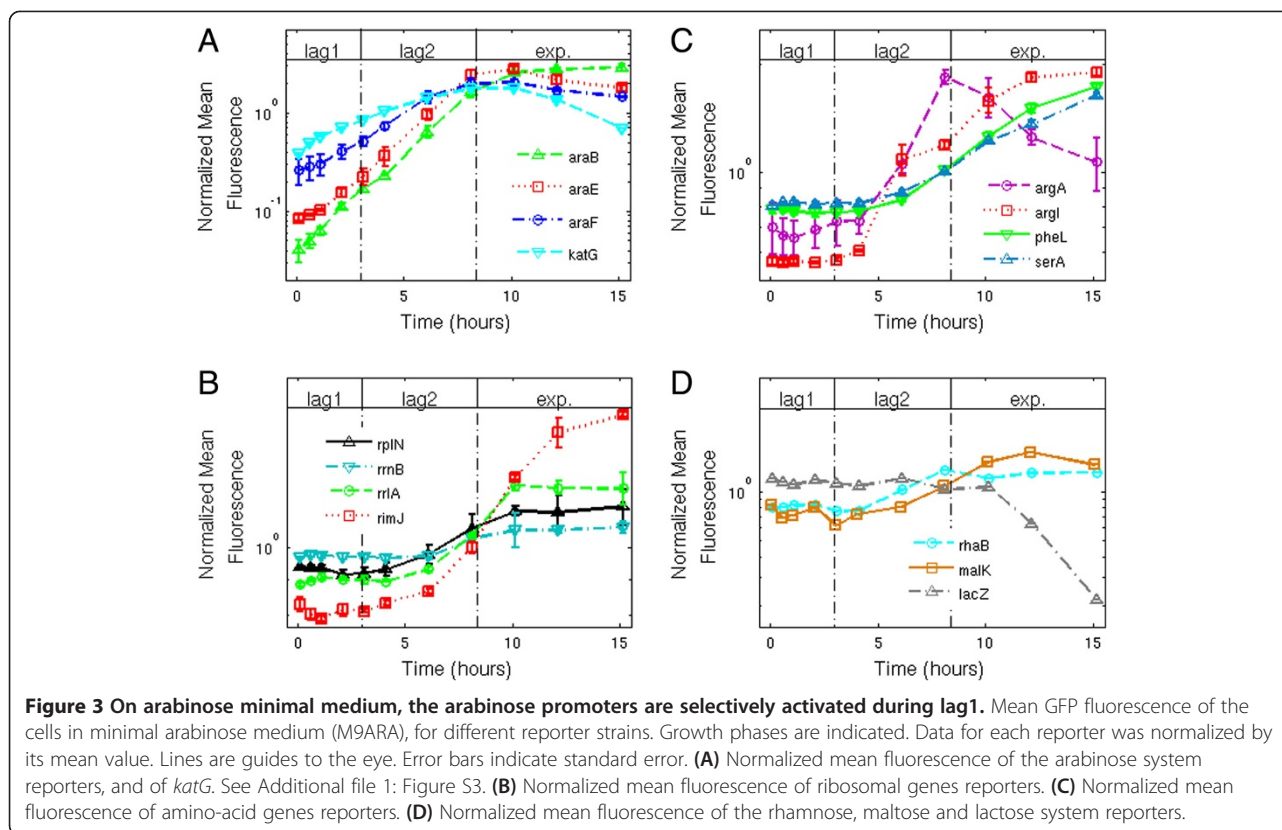 A
lag1 lag2 exp.
Normalized Mean
Fluorescence
10^0
10^-1
araB
araE
araF
katG
0 5 10 15
Time (hours)
C
lag1 lag2 exp.
Normalized Mean
Fluorescence
10^0
argA
argI
pheL
serA
0 5 10 15
Time (hours)
B
lag1 lag2 exp.
Normalized Mean
Fluorescence
10^0
rplN
rrnB
rrlA
rimJ
0 5 10 15
Time (hours)
D
lag1 lag2 exp.
Normalized Mean
Fluorescence
10^0
rhaB
malK
lacZ
0 5 10 15
Time (hours)
Figure 3 On arabinose minimal medium, the arabinose promoters are selectively activated during lag1. Mean GFP fluorescence of the
cells in minimal arabinose medium (M9ARA), for different reporter strains. Growth phases are indicated. Data for each reporter was normalized by
its mean value. Lines are guides to the eye. Error bars indicate standard error. (A) Normalized mean fluorescence of the arabinose system
reporters, and of katG. See Additional file 1: Figure S3. (B) Normalized mean fluorescence of ribosomal genes reporters. (C) Normalized mean
fluorescence of amino-acid genes reporters. (D) Normalized mean fluorescence of the rhamnose, maltose and lactose system reporters.